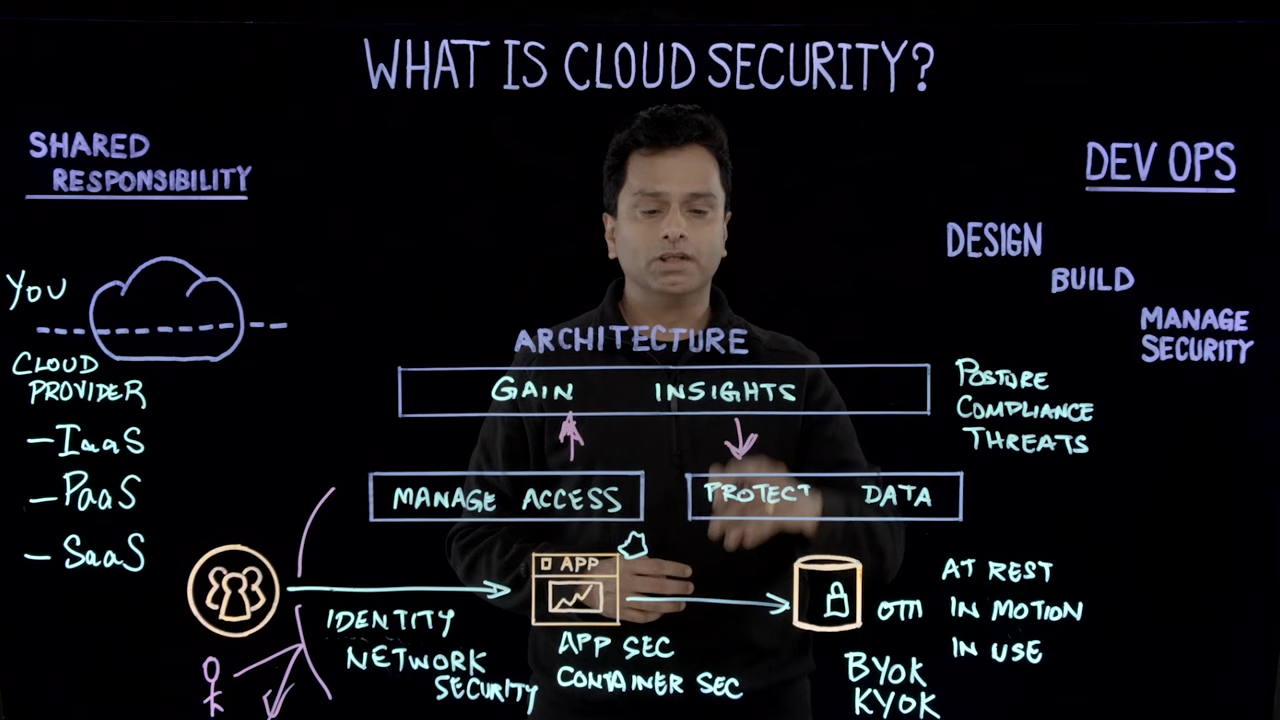 WHAT IS CLOUD SECURITY?
SHARED
RESPONSIBILITY
YOU
CLOUD
PROVIDER
- IaaS
- PaaS
- SaaS
ARCHITECTURE
GAIN INSIGHTS
MANAGE ACCESS
PROTECT DATA
APP
IDENTITY
NETWORK
SECURITY
APP SEC
CONTAINER SEC
AT REST
IN MOTION
IN USE
BYOK
KYOK
DEV OPS
DESIGN
BUILD
MANAGE
SECURITY
POSTURE
COMPLIANCE
THREATS